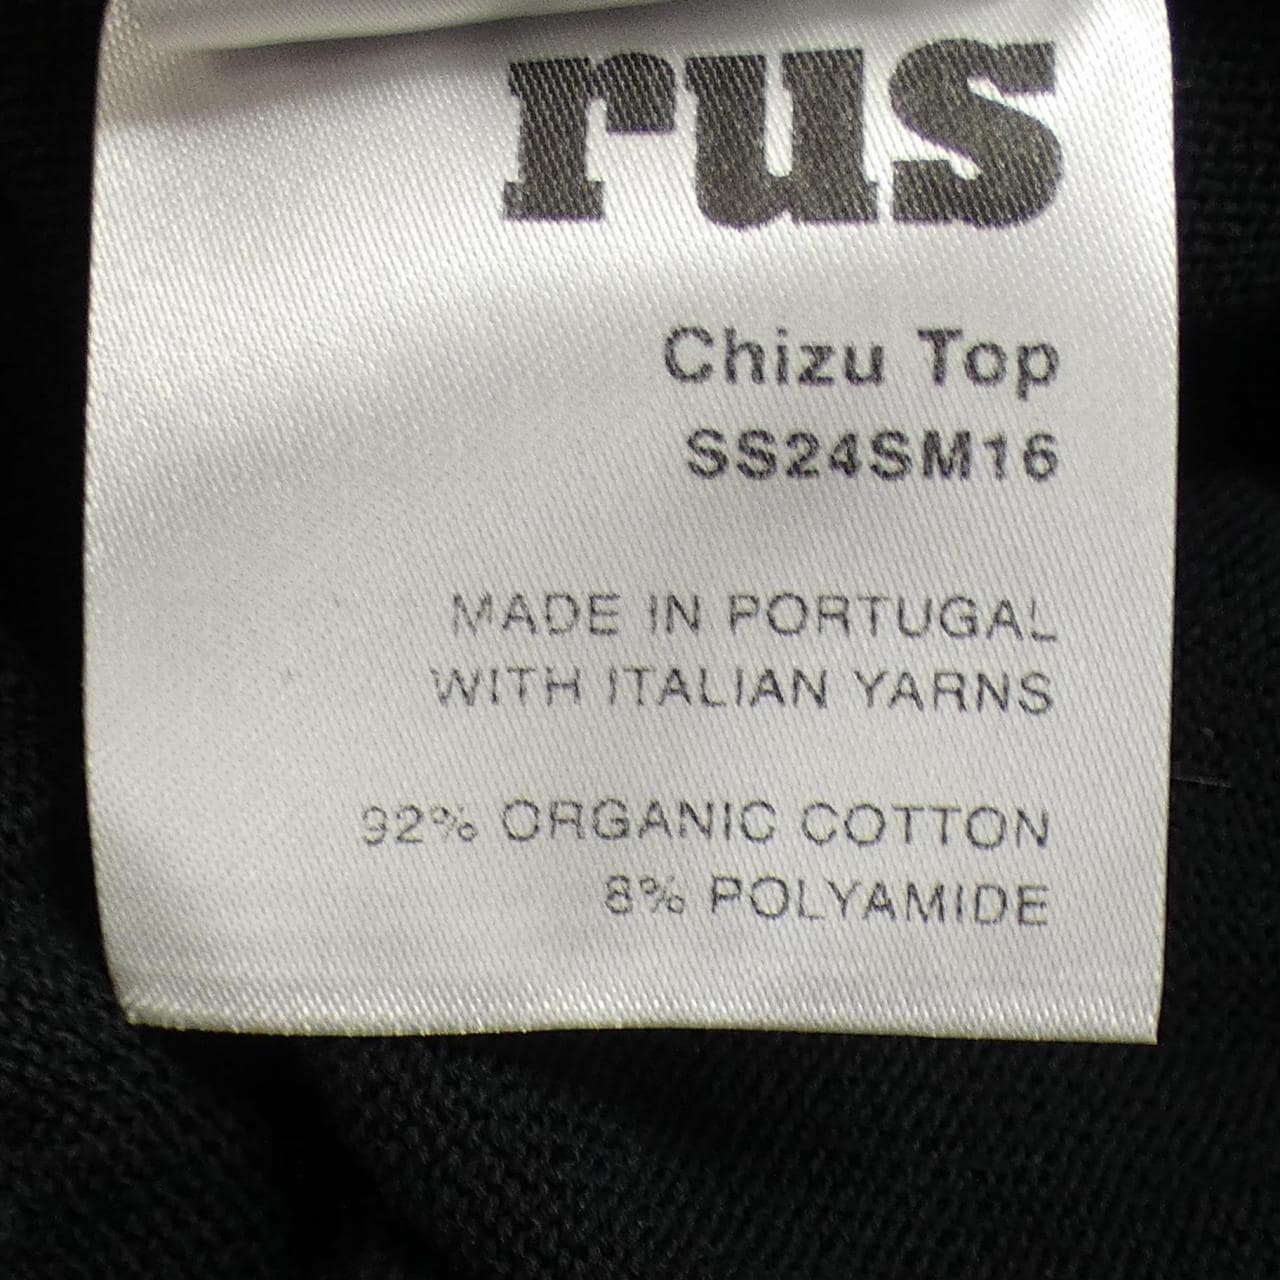 rus
Chizu Top
SS24SM16
MADE IN PORTUGAL
WITH ITALIAN YARNS
92% ORGANIC COTTON
8% POLYAMIDE